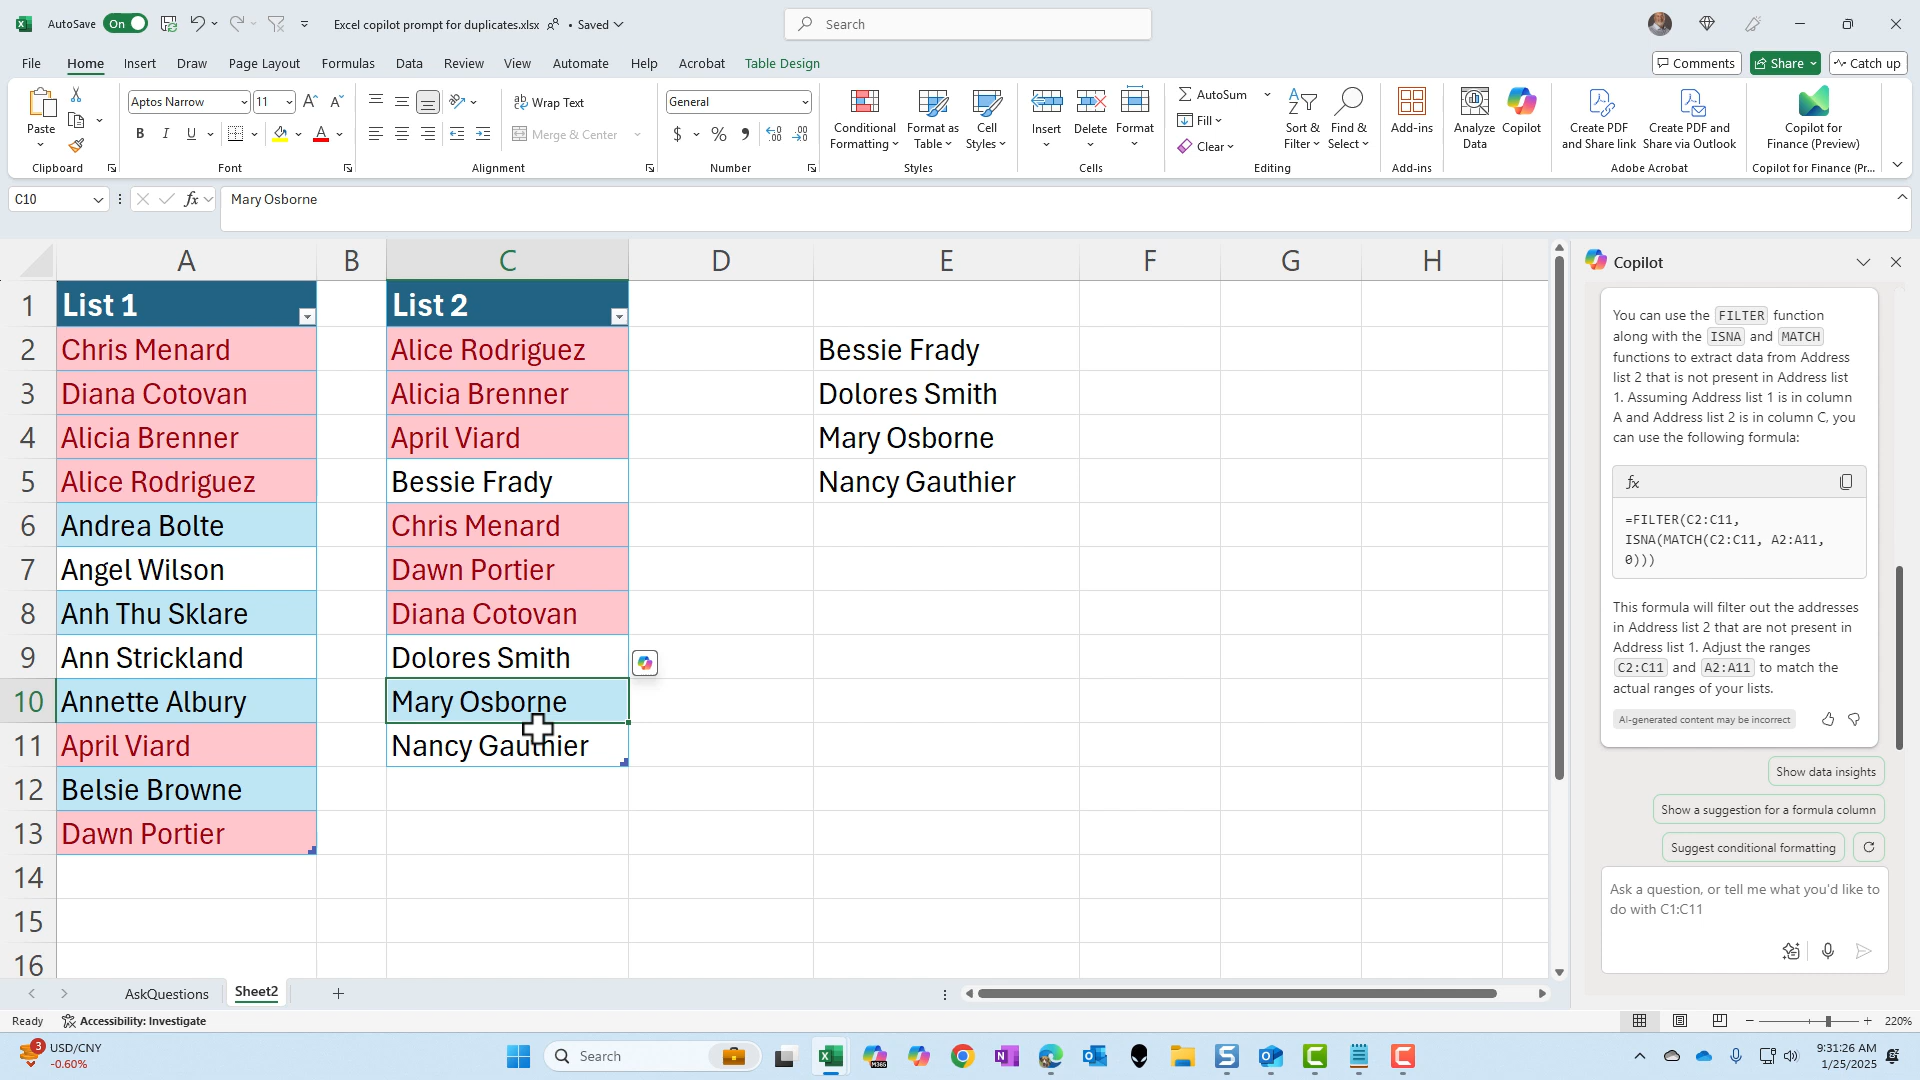 AutoSave On Excel copilot prompt for duplicates.xlsx • Saved Search
File Home Insert Draw Page Layout Formulas Data Review View Automate Help Acrobat Table Design Comments Share Catch up
Paste Aptos Narrow 11 Wrap Text General
Merge & Center
Conditional Formatting Format as Table Cell Styles Insert Delete Format AutoSum Fill Clear Sort & Filter Find & Select Add-ins Analyze Data Copilot Create PDF and Share link Create PDF and Share via Outlook Copilot for Finance (Preview)
Clipboard Font Alignment Number Styles Cells Editing Add-ins Adobe Acrobat Copilot for Finance (Pr...
C10 fx Mary Osborne
A B C D E F G H
1 List 1 List 2
2 Chris Menard Alice Rodriguez Bessie Frady
3 Diana Cotovan Alicia Brenner Dolores Smith
4 Alicia Brenner April Viard Mary Osborne
5 Alice Rodriguez Bessie Frady Nancy Gauthier
6 Andrea Bolte Chris Menard
7 Angel Wilson Dawn Portier
8 Anh Thu Sklare Diana Cotovan
9 Ann Strickland Dolores Smith
10 Annette Albury Mary Osborne
11 April Viard Nancy Gauthier
12 Belsie Browne
13 Dawn Portier
14
15
16
Copilot
You can use the FILTER function
along with the ISNA and MATCH
functions to extract data from Address
list 2 that is not present in Address list
1. Assuming Address list 1 is in column
A and Address list 2 is in column C, you
can use the following formula:
fx
=FILTER(C2:C11,
ISNA(MATCH(C2:C11, A2:A11,
0)))
This formula will filter out the addresses
in Address list 2 that are not present in
Address list 1. Adjust the ranges
C2:C11 and A2:A11 to match the
actual ranges of your lists.
AI-generated content may be incorrect
Show data insights
Show a suggestion for a formula column
Suggest conditional formatting
Ask a question, or tell me what you'd like to
do with C1:C11
AskQuestions Sheet2
Ready Accessibility: Investigate 220%
3 USD/CNY
-0.60%
Search
M365
9:31:26 AM
1/25/2025